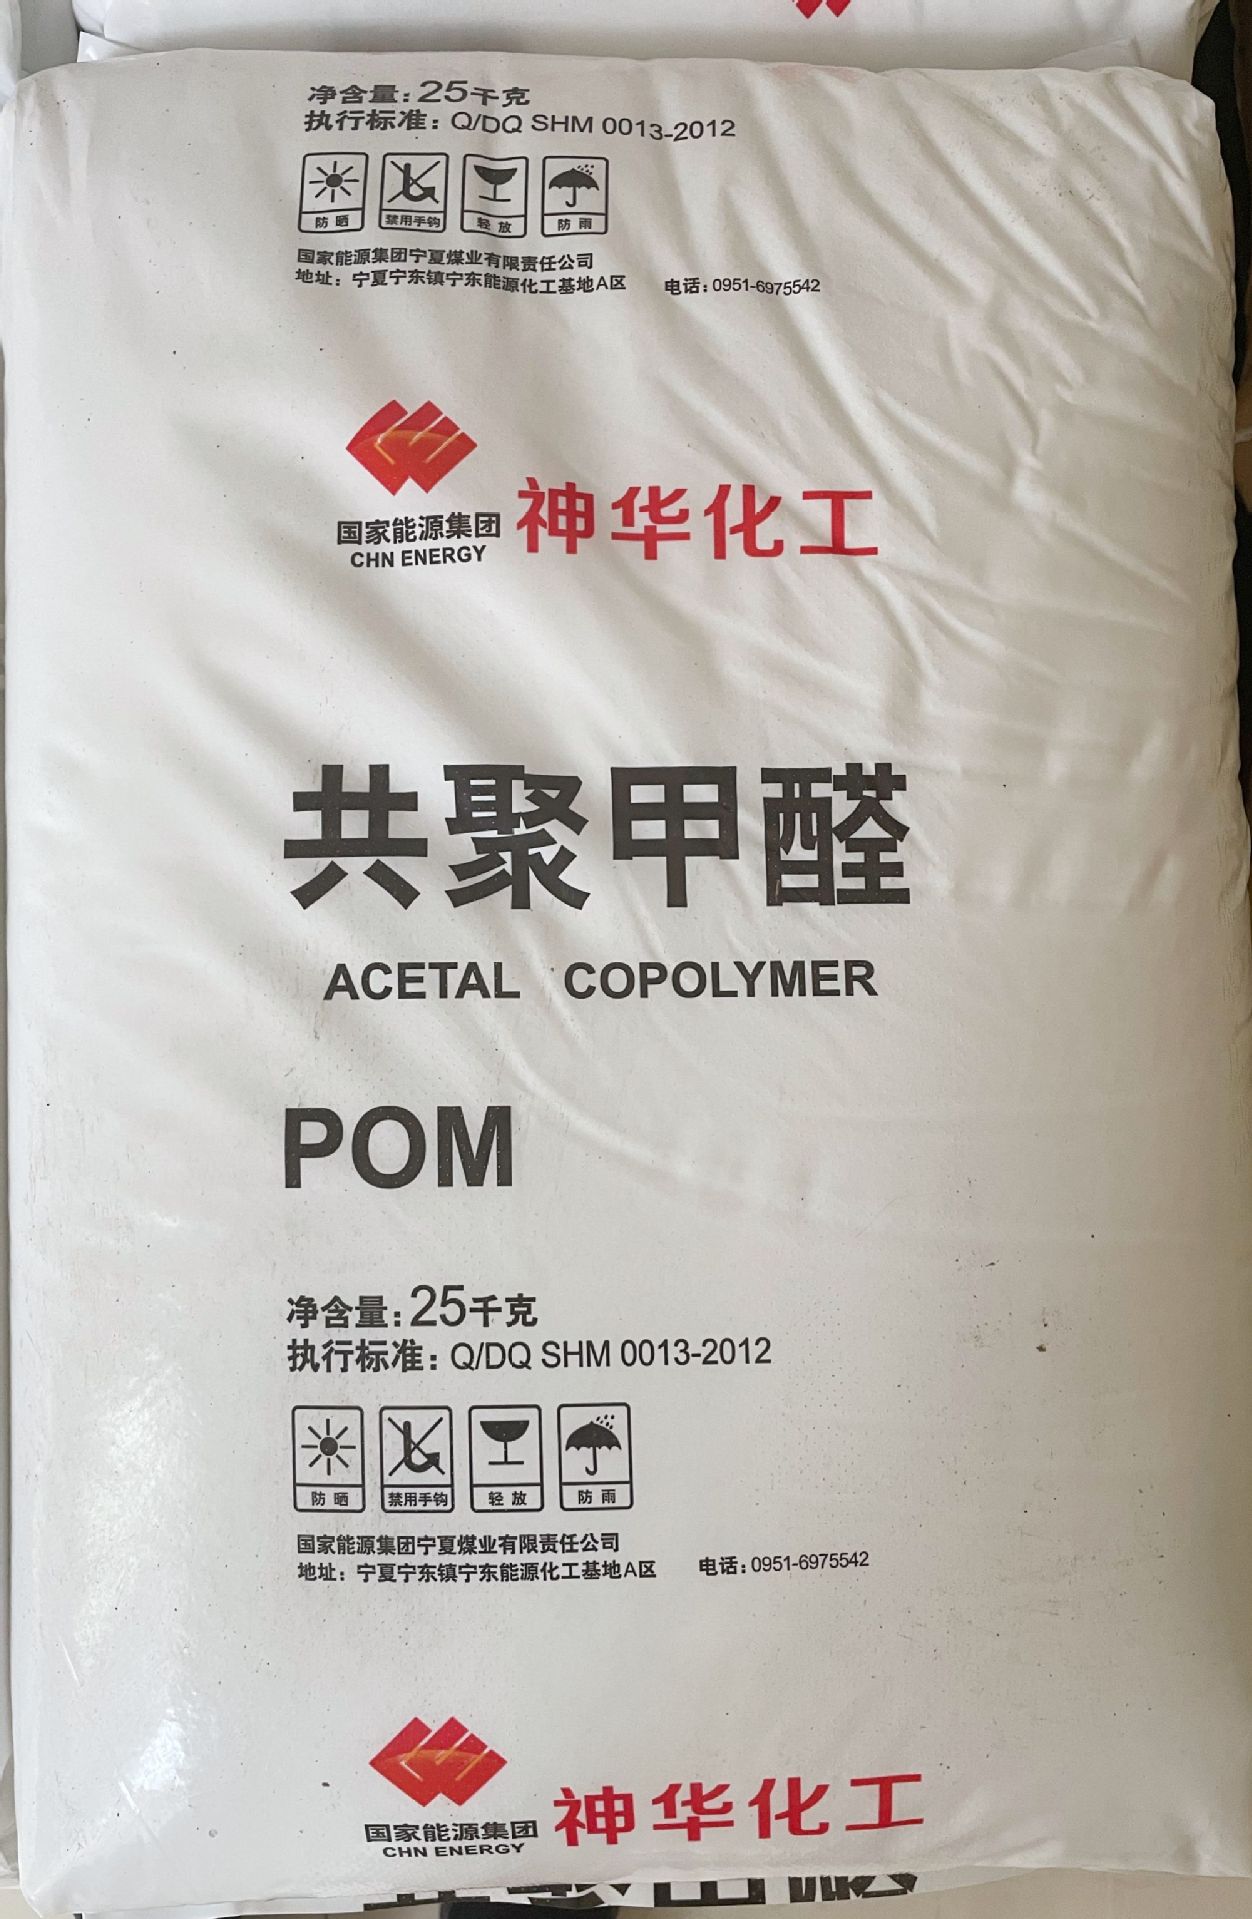 净含量：25千克
执行标准：Q/DQ SHM 0013-2012
防晒 禁用手钩 轻放 防雨
国家能源集团宁夏煤业有限责任公司
地址：宁夏宁东镇宁东能源化工基地A区 电话：0951-6975542
国家能源集团 神华化工
CHN ENERGY
共聚甲醛
ACETAL COPOLYMER
POM
净含量：25千克
执行标准：Q/DQ SHM 0013-2012
防晒 禁用手钩 轻放 防雨
国家能源集团宁夏煤业有限责任公司
地址：宁夏宁东镇宁东能源化工基地A区 电话：0951-6975542
国家能源集团 神华化工
CHN ENERGY